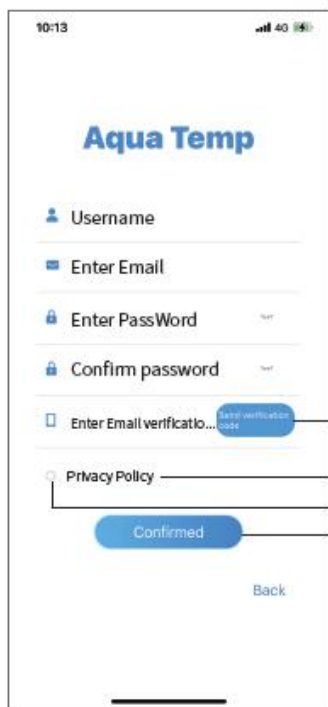 10:13 4G
Aqua Temp
Username
Enter Email
Enter PassWord
Confirm password
Enter Email verificatio...
Send verification
code
Privacy Policy
Confirmed
Back